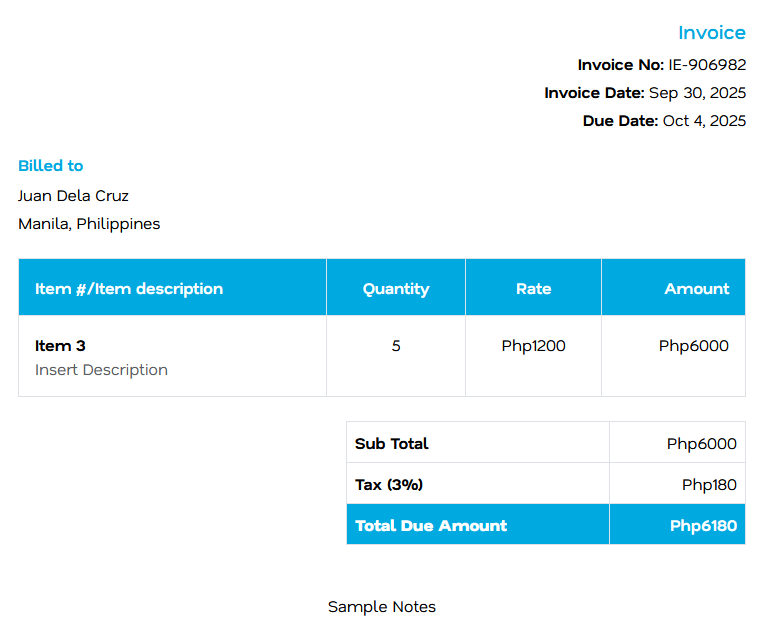 Invoice
Invoice No: IE-906982
Invoice Date: Sep 30, 2025
Due Date: Oct 4, 2025
Billed to
Juan Dela Cruz
Manila, Philippines
Item #/Item description Quantity Rate Amount
Item 3 5 Php1200 Php6000
Insert Description
Sub Total Php6000
Tax (3%) Php180
Total Due Amount Php6180
Sample Notes